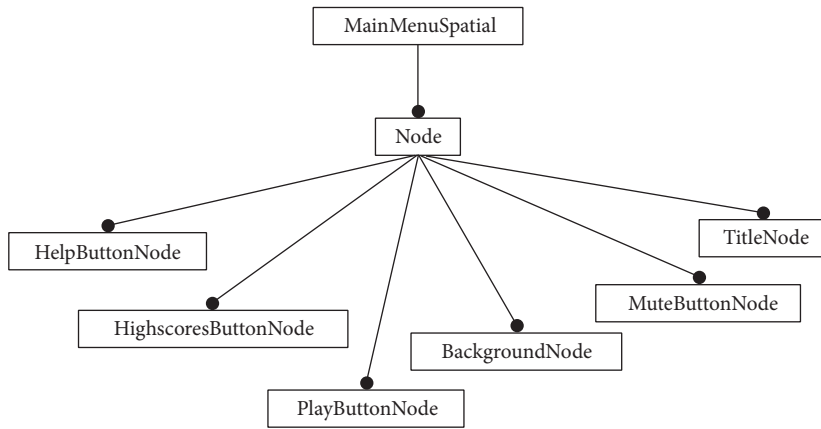 MainMenuSpatial
Node
TitleNode
HelpButtonNode
MuteButtonNode
HighscoresButtonNode
BackgroundNode
PlayButtonNode